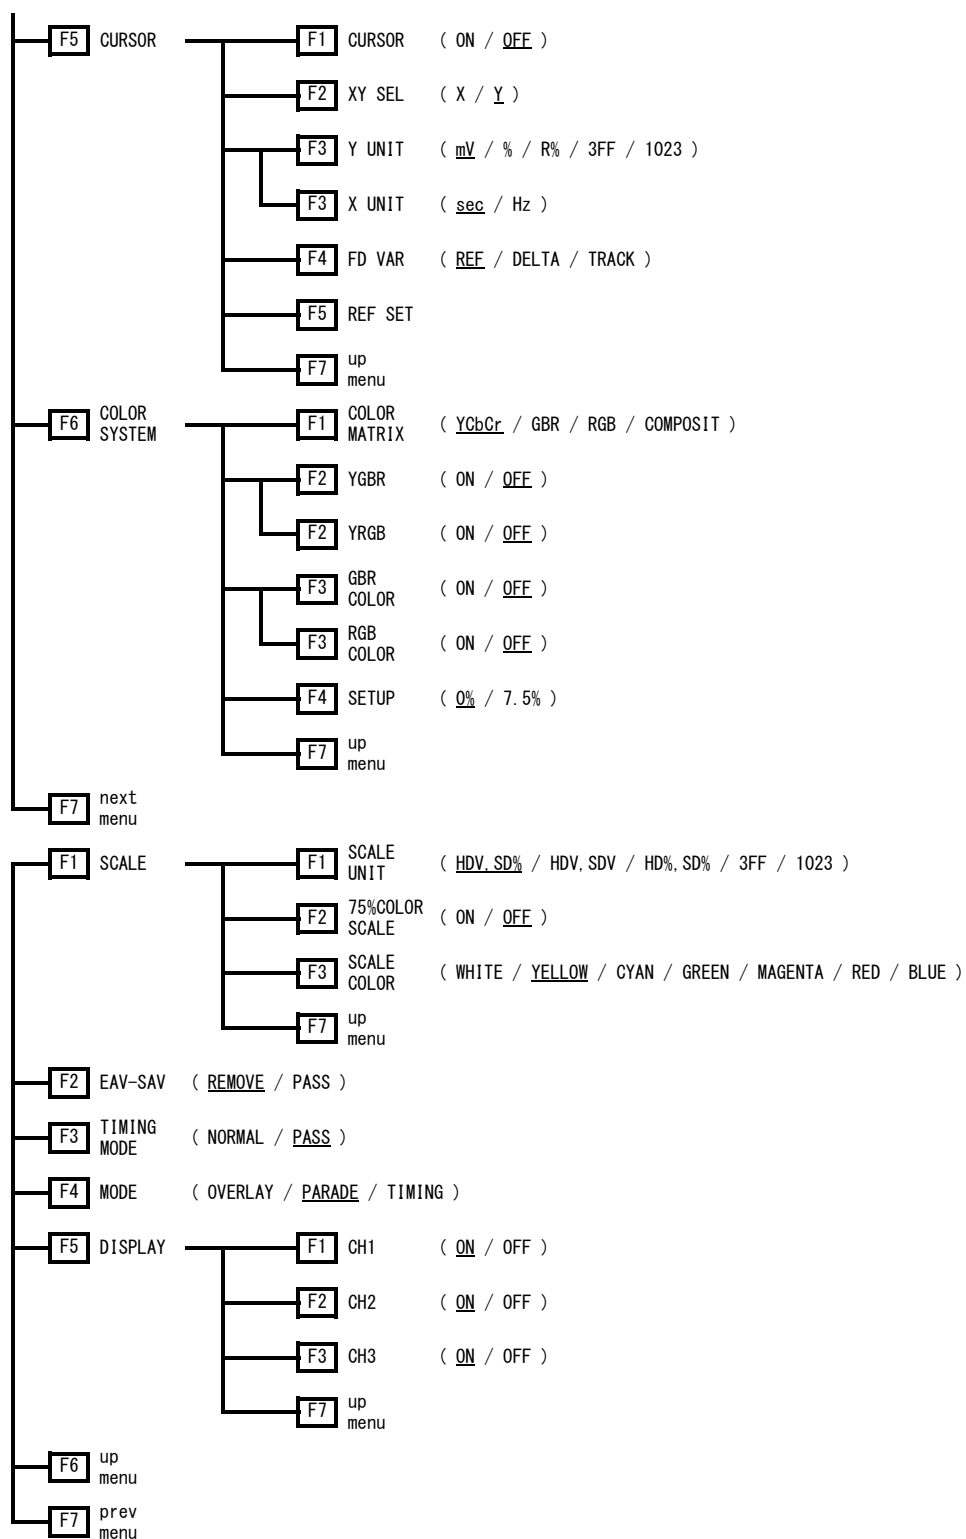 F5 CURSOR F1 CURSOR ( ON / OFF )
F2 XY SEL ( X / Y )
F3 Y UNIT ( mV / % / R% / 3FF / 1023 )
F3 X UNIT ( sec / Hz )
F4 FD VAR ( REF / DELTA / TRACK )
F5 REF SET
F7 up
menu
F6 COLOR
SYSTEM
F1 COLOR
MATRIX
( YCbCr / GBR / RGB / COMPOSIT )
F2 YGBR ( ON / OFF )
F2 YRGB ( ON / OFF )
F3 GBR
COLOR
( ON / OFF )
F3 RGB
COLOR
( ON / OFF )
F4 SETUP ( 0% / 7.5% )
F7 up
menu
F7 next
menu
F1 SCALE
F1 SCALE
UNIT
( HDV,SD% / HDV,SDV / HD%,SD% / 3FF / 1023 )
F2 75%COLOR
SCALE
( ON / OFF )
F3 SCALE
COLOR
( WHITE / YELLOW / CYAN / GREEN / MAGENTA / RED / BLUE )
F7 up
menu
F2 EAV-SAV ( REMOVE / PASS )
F3 TIMING
MODE
( NORMAL / PASS )
F4 MODE ( OVERLAY / PARADE / TIMING )
F5 DISPLAY F1 CH1 ( ON / OFF )
F2 CH2 ( ON / OFF )
F3 CH3 ( ON / OFF )
F7 up
menu
F6 up
menu
F7 prev
menu